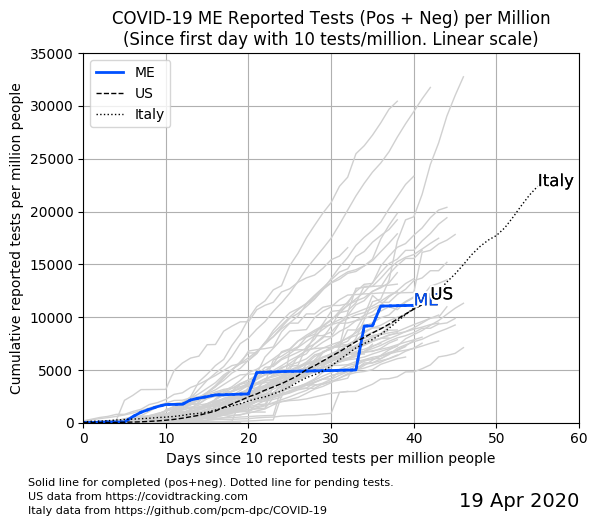 COVID-19 ME Reported Tests (Pos + Neg) per Million
(Since first day with 10 tests/million. Linear scale)
Cumulative reported tests per million people
35000
30000
25000
20000
15000
10000
5000
0
ME
US
Italy
Italy
US
ME
0 10 20 30 40 50 60
Days since 10 reported tests per million people
Solid line for completed (pos+neg). Dotted line for pending tests.
US data from https://covidtracking.com
Italy data from https://github.com/pcm-dpc/COVID-19
19 Apr 2020